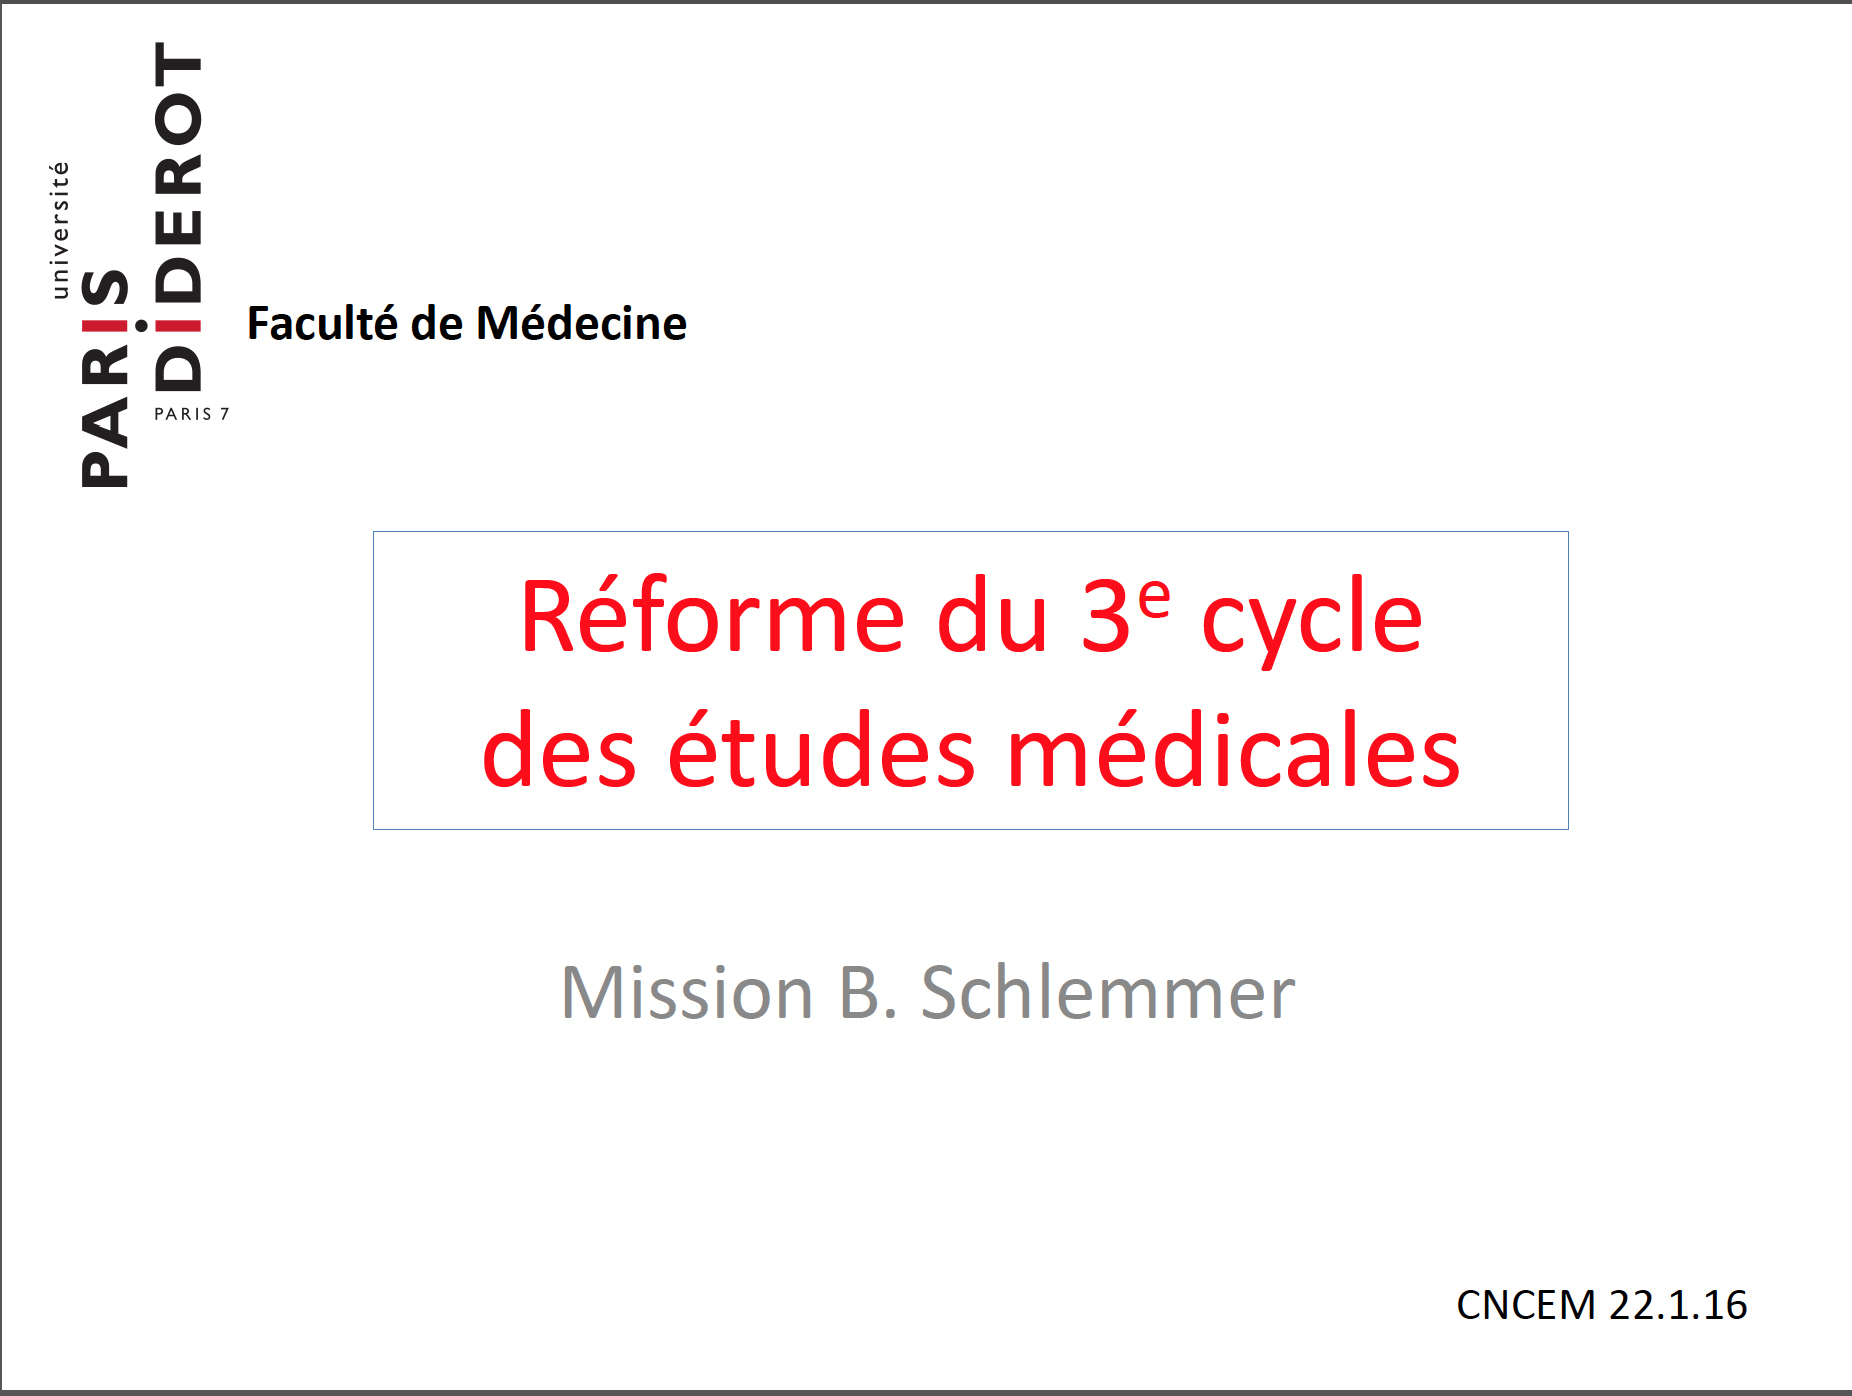 université
PARIS
DIDEROT
PARIS 7
Faculté de Médecine
Réforme du 3e cycle
des études médicales
Mission B. Schlemmer
CNCEM 22.1.16